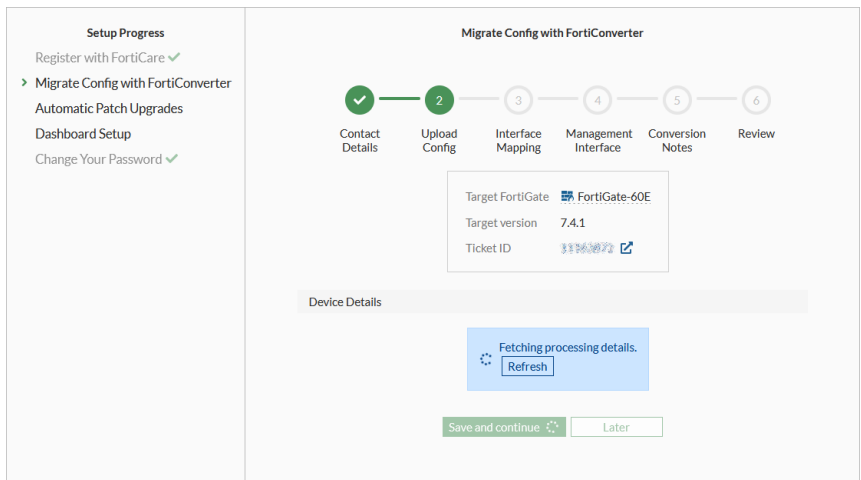 Setup Progress
Register with FortiCare
Migrate Config with FortiConverter
Automatic Patch Upgrades
Dashboard Setup
Change Your Password
Migrate Config with FortiConverter
2
3
4
5
6
Contact
Details
Upload
Config
Interface
Mapping
Management
Interface
Conversion
Notes
Review
Target FortiGate FortiGate-60E
Target version 7.4.1
Ticket ID
Device Details
Fetching processing details.
Refresh
Save and continue
Later